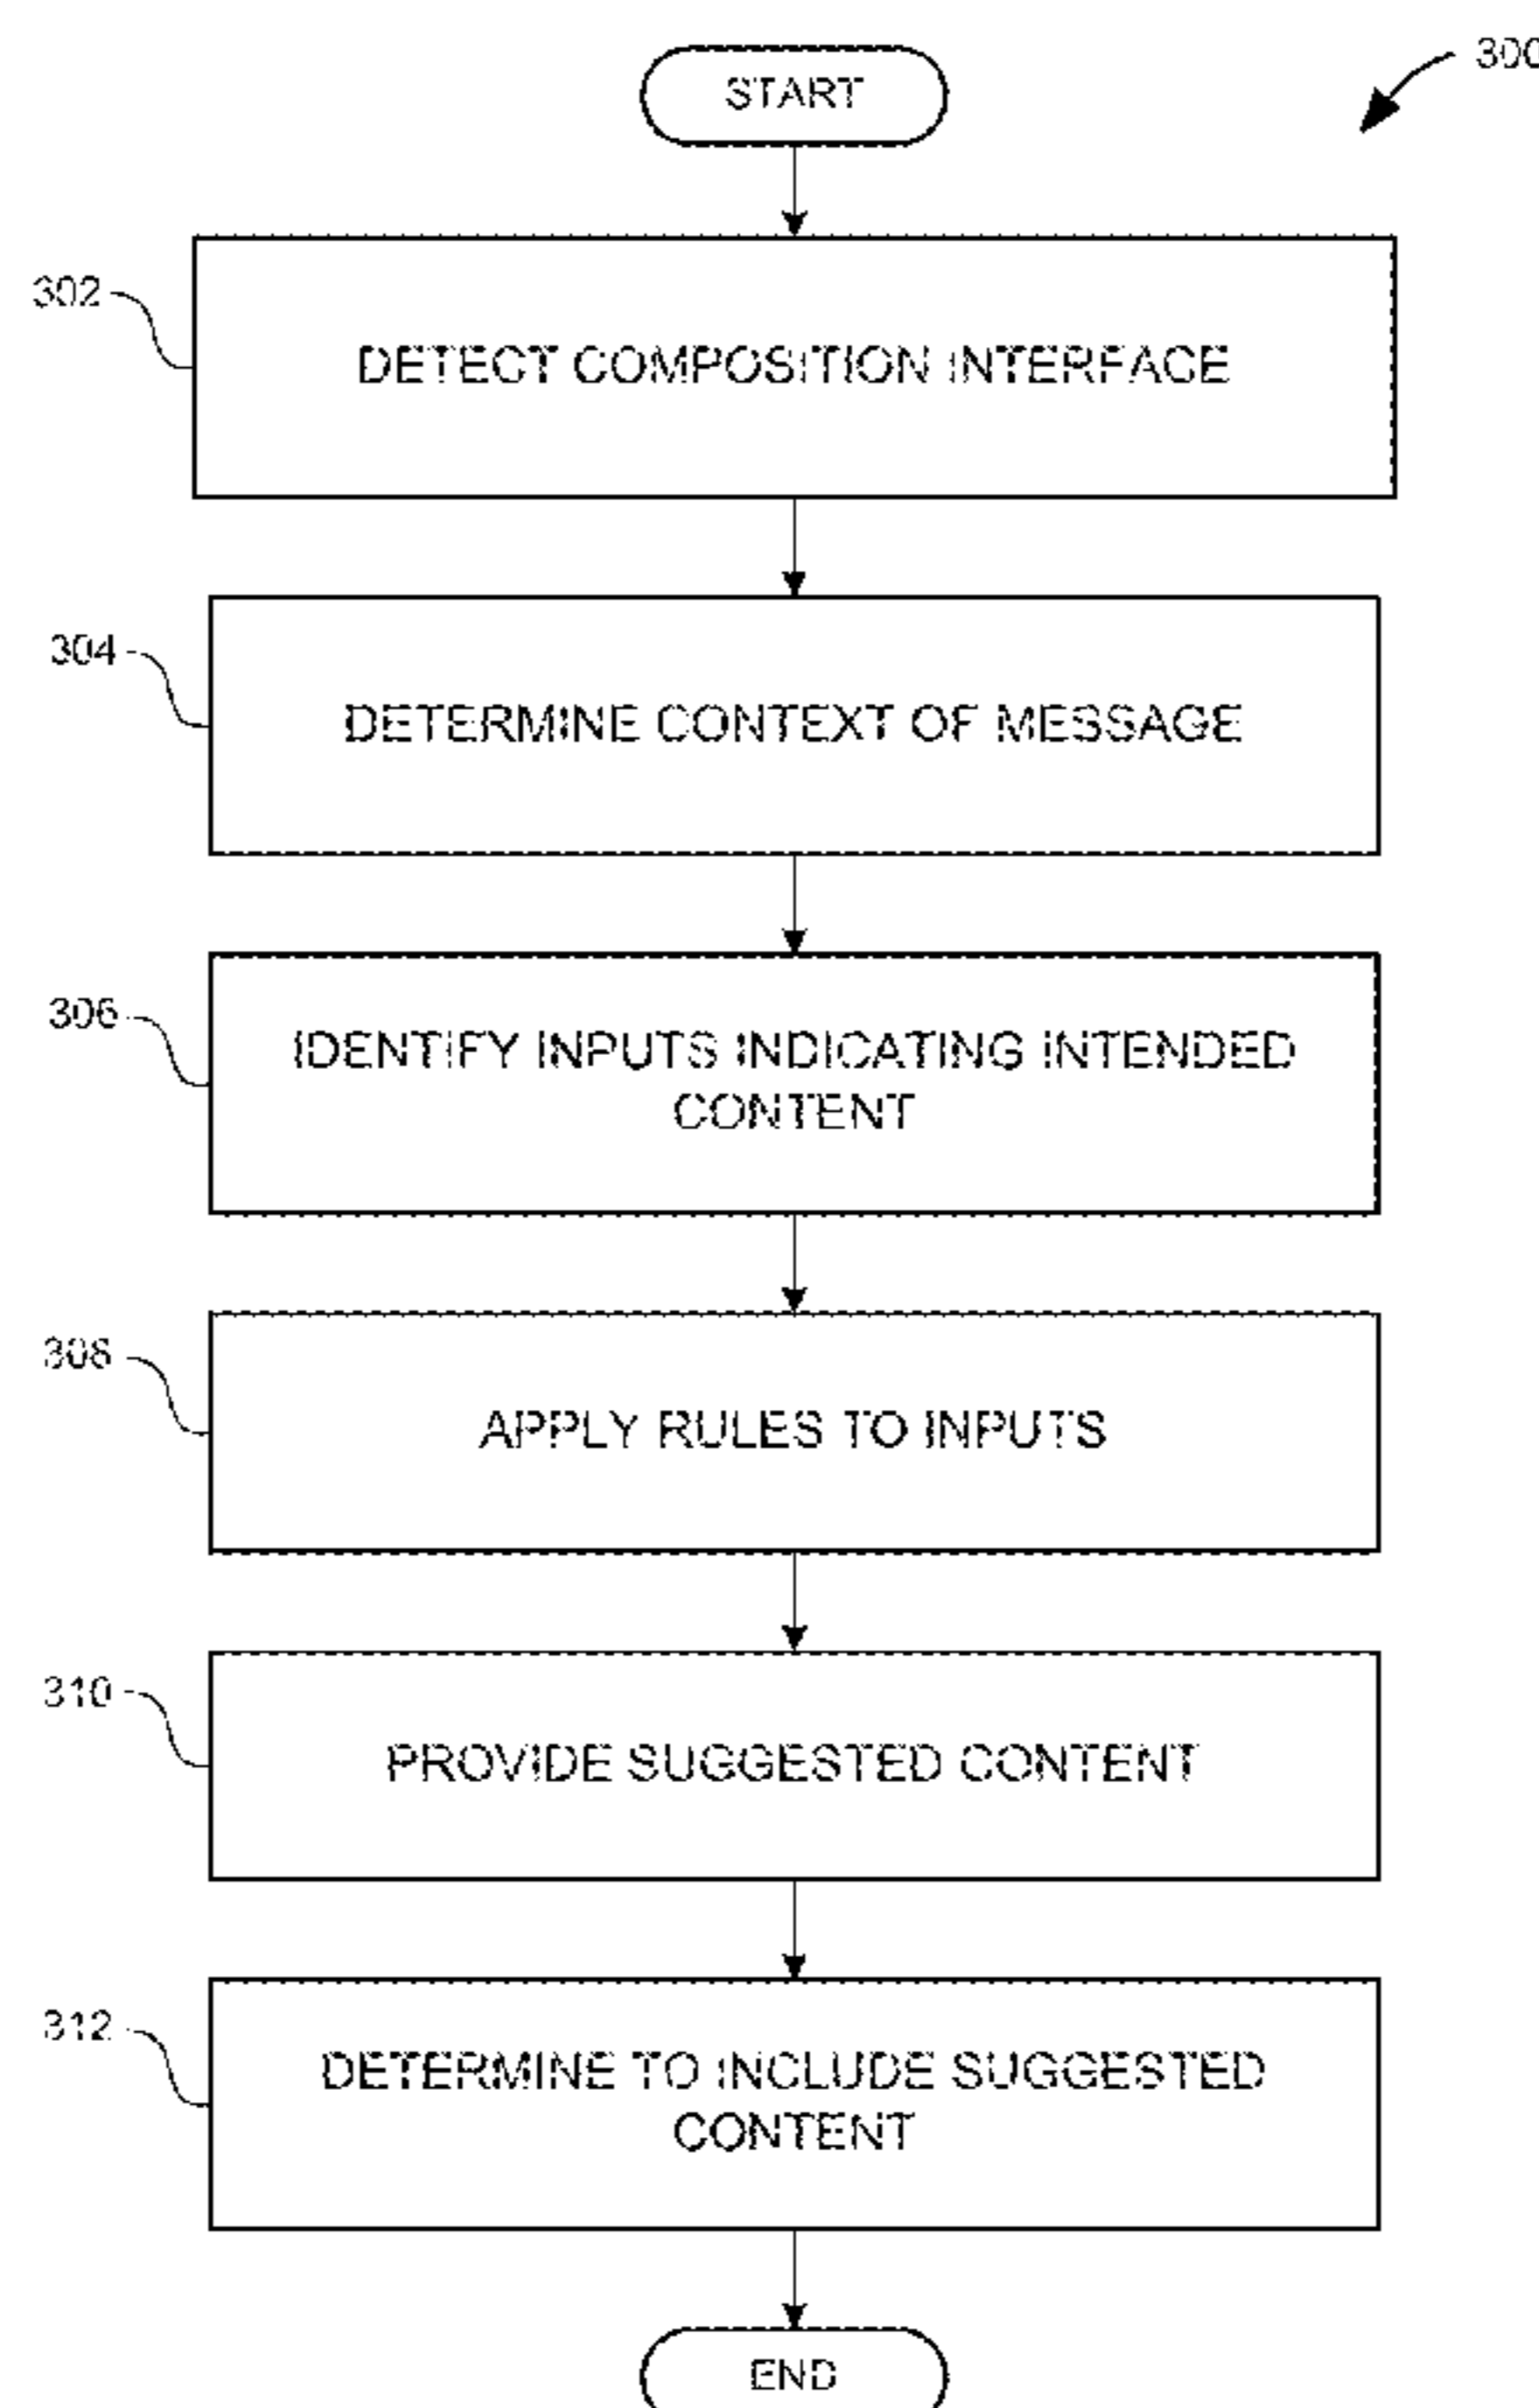 START
300
302
DETECT COMPOSITION INTERFACE
304
DETERMINE CONTEXT OF MESSAGE
306
IDENTIFY INPUTS INDICATING INTENDED
CONTENT
308
APPLY RULES TO INPUTS
310
PROVIDE SUGGESTED CONTENT
312
DETERMINE TO INCLUDE SUGGESTED
CONTENT
END